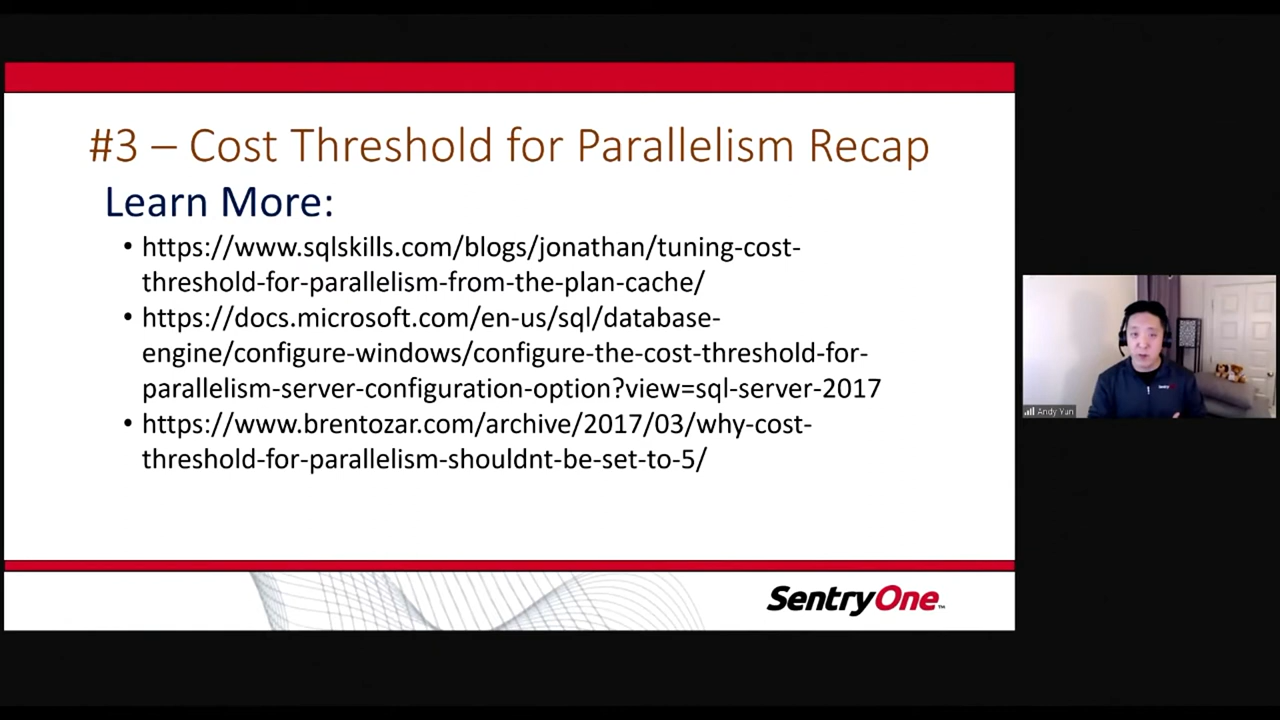 #3 – Cost Threshold for Parallelism Recap
Learn More:
• https://www.sqlskills.com/blogs/jonathan/tuning-cost-
threshold-for-parallelism-from-the-plan-cache/
• https://docs.microsoft.com/en-us/sql/database-
engine/configure-windows/configure-the-cost-threshold-for-
parallelism-server-configuration-option?view=sql-server-2017
• https://www.brentozar.com/archive/2017/03/why-cost-
threshold-for-parallelism-shouldnt-be-set-to-5/
SentryOne™
Andy Yun